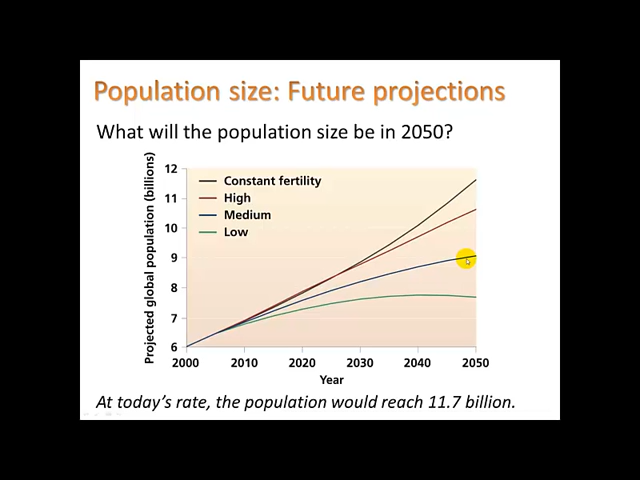 Population size: Future projections
What will the population size be in 2050?
Projected global population (billions)
12
11
10
9
8
7
6
Constant fertility
High
Medium
Low
2000 2010 2020 2030 2040 2050
Year
At today's rate, the population would reach 11.7 billion.